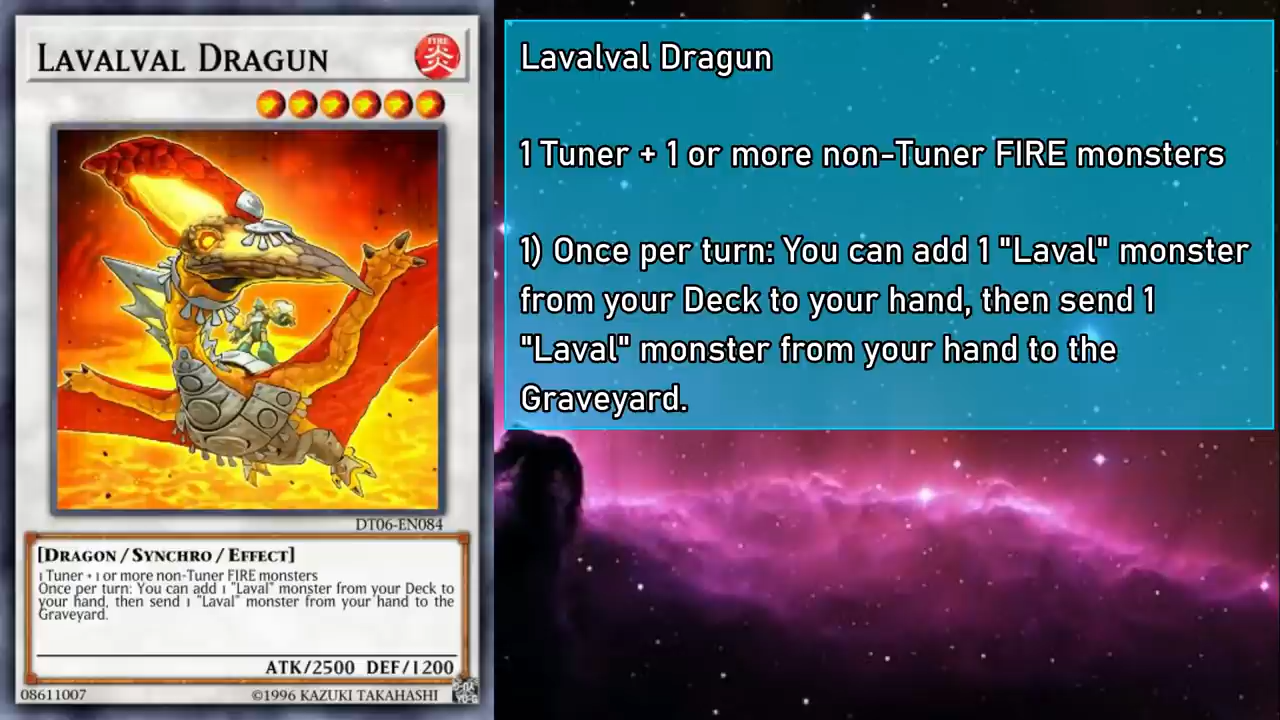 LAVALVAL DRAGUN
FIRE
炎
DT06-EN084
[DRAGON / SYNCHRO / EFFECT]
1 Tuner + 1 or more non-Tuner FIRE monsters
Once per turn: You can add 1 "Laval" monster from your Deck to
your hand, then send 1 "Laval" monster from your hand to the
Graveyard.
ATK/2500 DEF/1200
08611007
©1996 KAZUKI TAKAHASHI
Lavalval Dragun
1 Tuner + 1 or more non-Tuner FIRE monsters
1) Once per turn: You can add 1 "Laval" monster
from your Deck to your hand, then send 1
"Laval" monster from your hand to the
Graveyard.